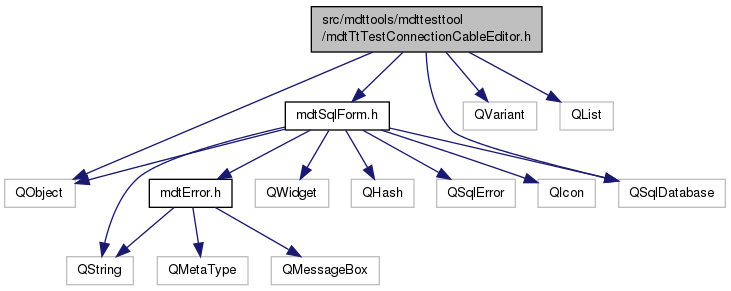 src/mdttools/mdttesttool
/mdtTtTestConnectionCableEditor.h
mdtSqlForm.h
QVariant
QList
QObject
mdtError.h
QWidget
QHash
QSqlError
QIcon
QSqlDatabase
QString
QMetaType
QMessageBox